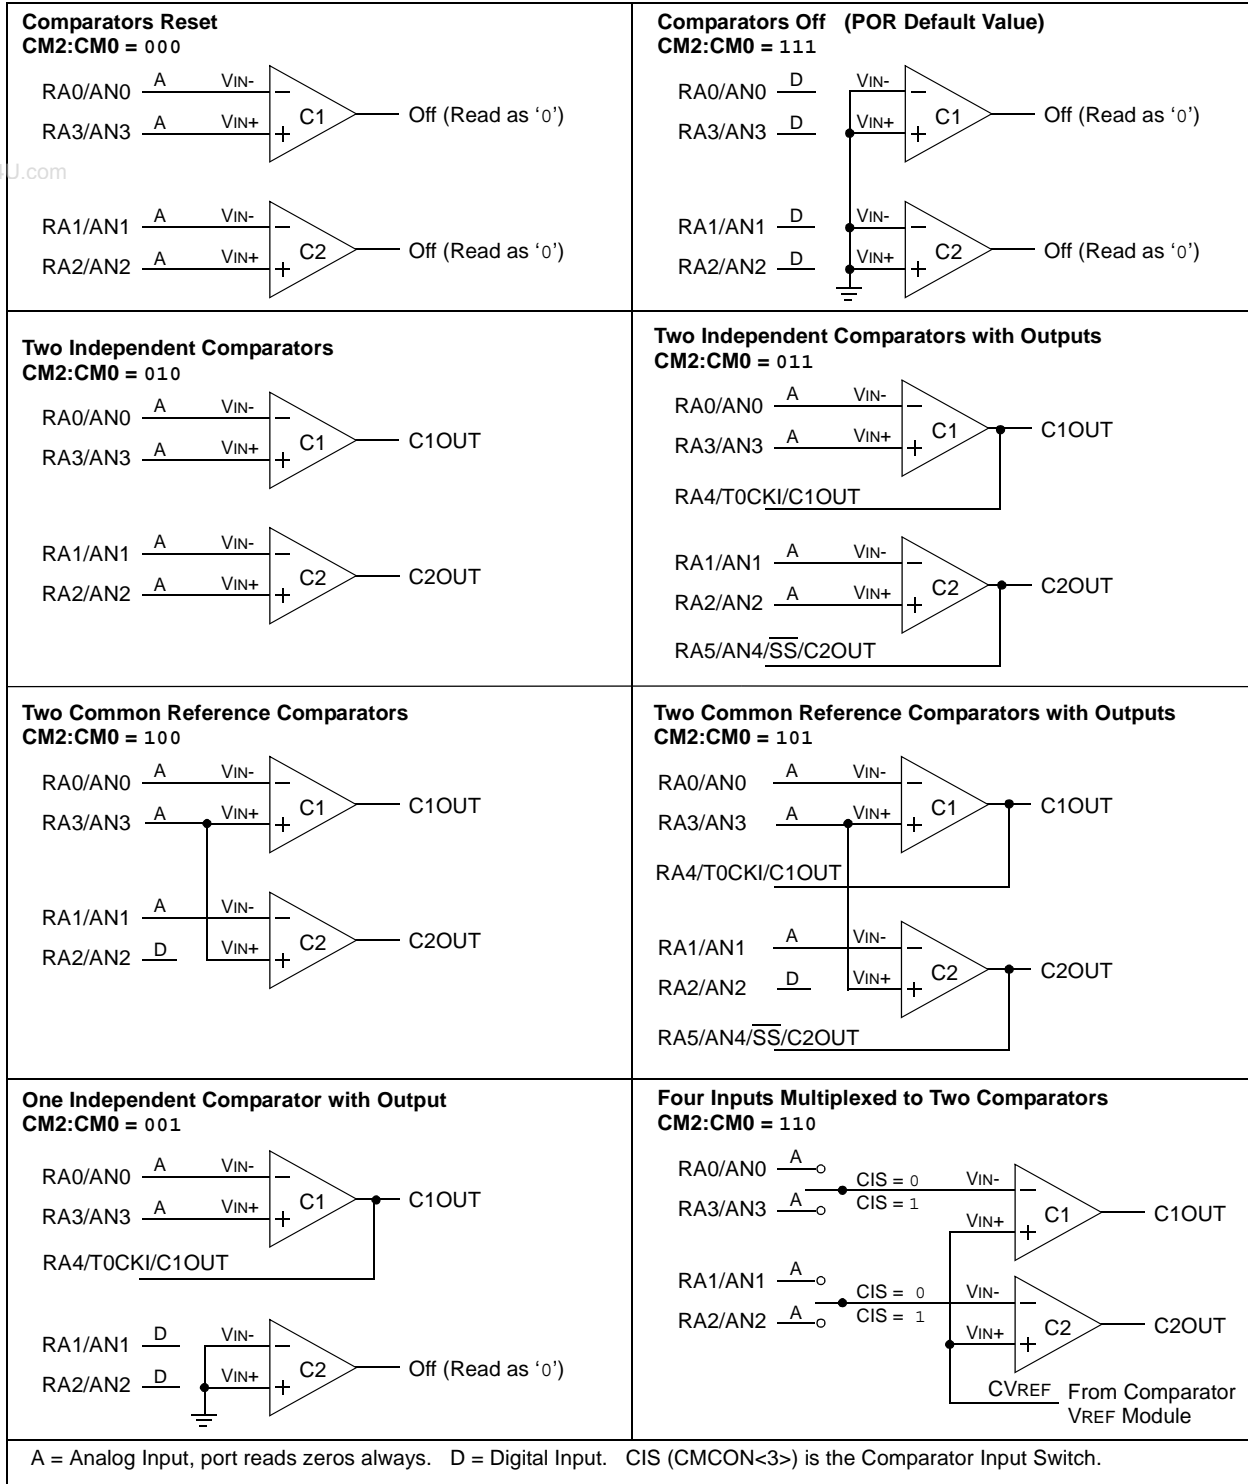 Comparators Reset
CM2:CM0 = 000
RA0/AN0 A VIN-
C1 Off (Read as ‘0’)
RA3/AN3 A VIN+
4U.com
RA1/AN1 A VIN-
C2 Off (Read as ‘0’)
RA2/AN2 A VIN+
Comparators Off (POR Default Value)
CM2:CM0 = 111
RA0/AN0 D VIN-
C1 Off (Read as ‘0’)
RA3/AN3 D VIN+
RA1/AN1 D VIN-
C2 Off (Read as ‘0’)
RA2/AN2 D VIN+
Two Independent Comparators
CM2:CM0 = 010
RA0/AN0 A VIN-
C1 C1OUT
RA3/AN3 A VIN+
RA1/AN1 A VIN-
C2 C2OUT
RA2/AN2 A VIN+
Two Independent Comparators with Outputs
CM2:CM0 = 011
RA0/AN0 A VIN-
C1 C1OUT
RA3/AN3 A VIN+
RA4/T0CKI/C1OUT
RA1/AN1 A VIN-
C2 C2OUT
RA2/AN2 A VIN+
RA5/AN4/S̅S̅/C2OUT
Two Common Reference Comparators
CM2:CM0 = 100
RA0/AN0 A VIN-
C1 C1OUT
RA3/AN3 A VIN+
RA1/AN1 A VIN-
C2 C2OUT
RA2/AN2 D VIN+
Two Common Reference Comparators with Outputs
CM2:CM0 = 101
RA0/AN0 A VIN-
C1 C1OUT
RA3/AN3 A VIN+
RA4/T0CKI/C1OUT
RA1/AN1 A VIN-
C2 C2OUT
RA2/AN2 D VIN+
RA5/AN4/S̅S̅/C2OUT
One Independent Comparator with Output
CM2:CM0 = 001
RA0/AN0 A VIN-
C1 C1OUT
RA3/AN3 A VIN+
RA4/T0CKI/C1OUT
RA1/AN1 D VIN-
C2 Off (Read as ‘0’)
RA2/AN2 D VIN+
Four Inputs Multiplexed to Two Comparators
CM2:CM0 = 110
RA0/AN0 A CIS = 0 VIN-
RA3/AN3 A CIS = 1 VIN+ C1 C1OUT
RA1/AN1 A CIS = 0 VIN-
RA2/AN2 A CIS = 1 VIN+ C2 C2OUT
CVREF From Comparator
VREF Module
A = Analog Input, port reads zeros always. D = Digital Input. CIS (CMCON<3>) is the Comparator Input Switch.